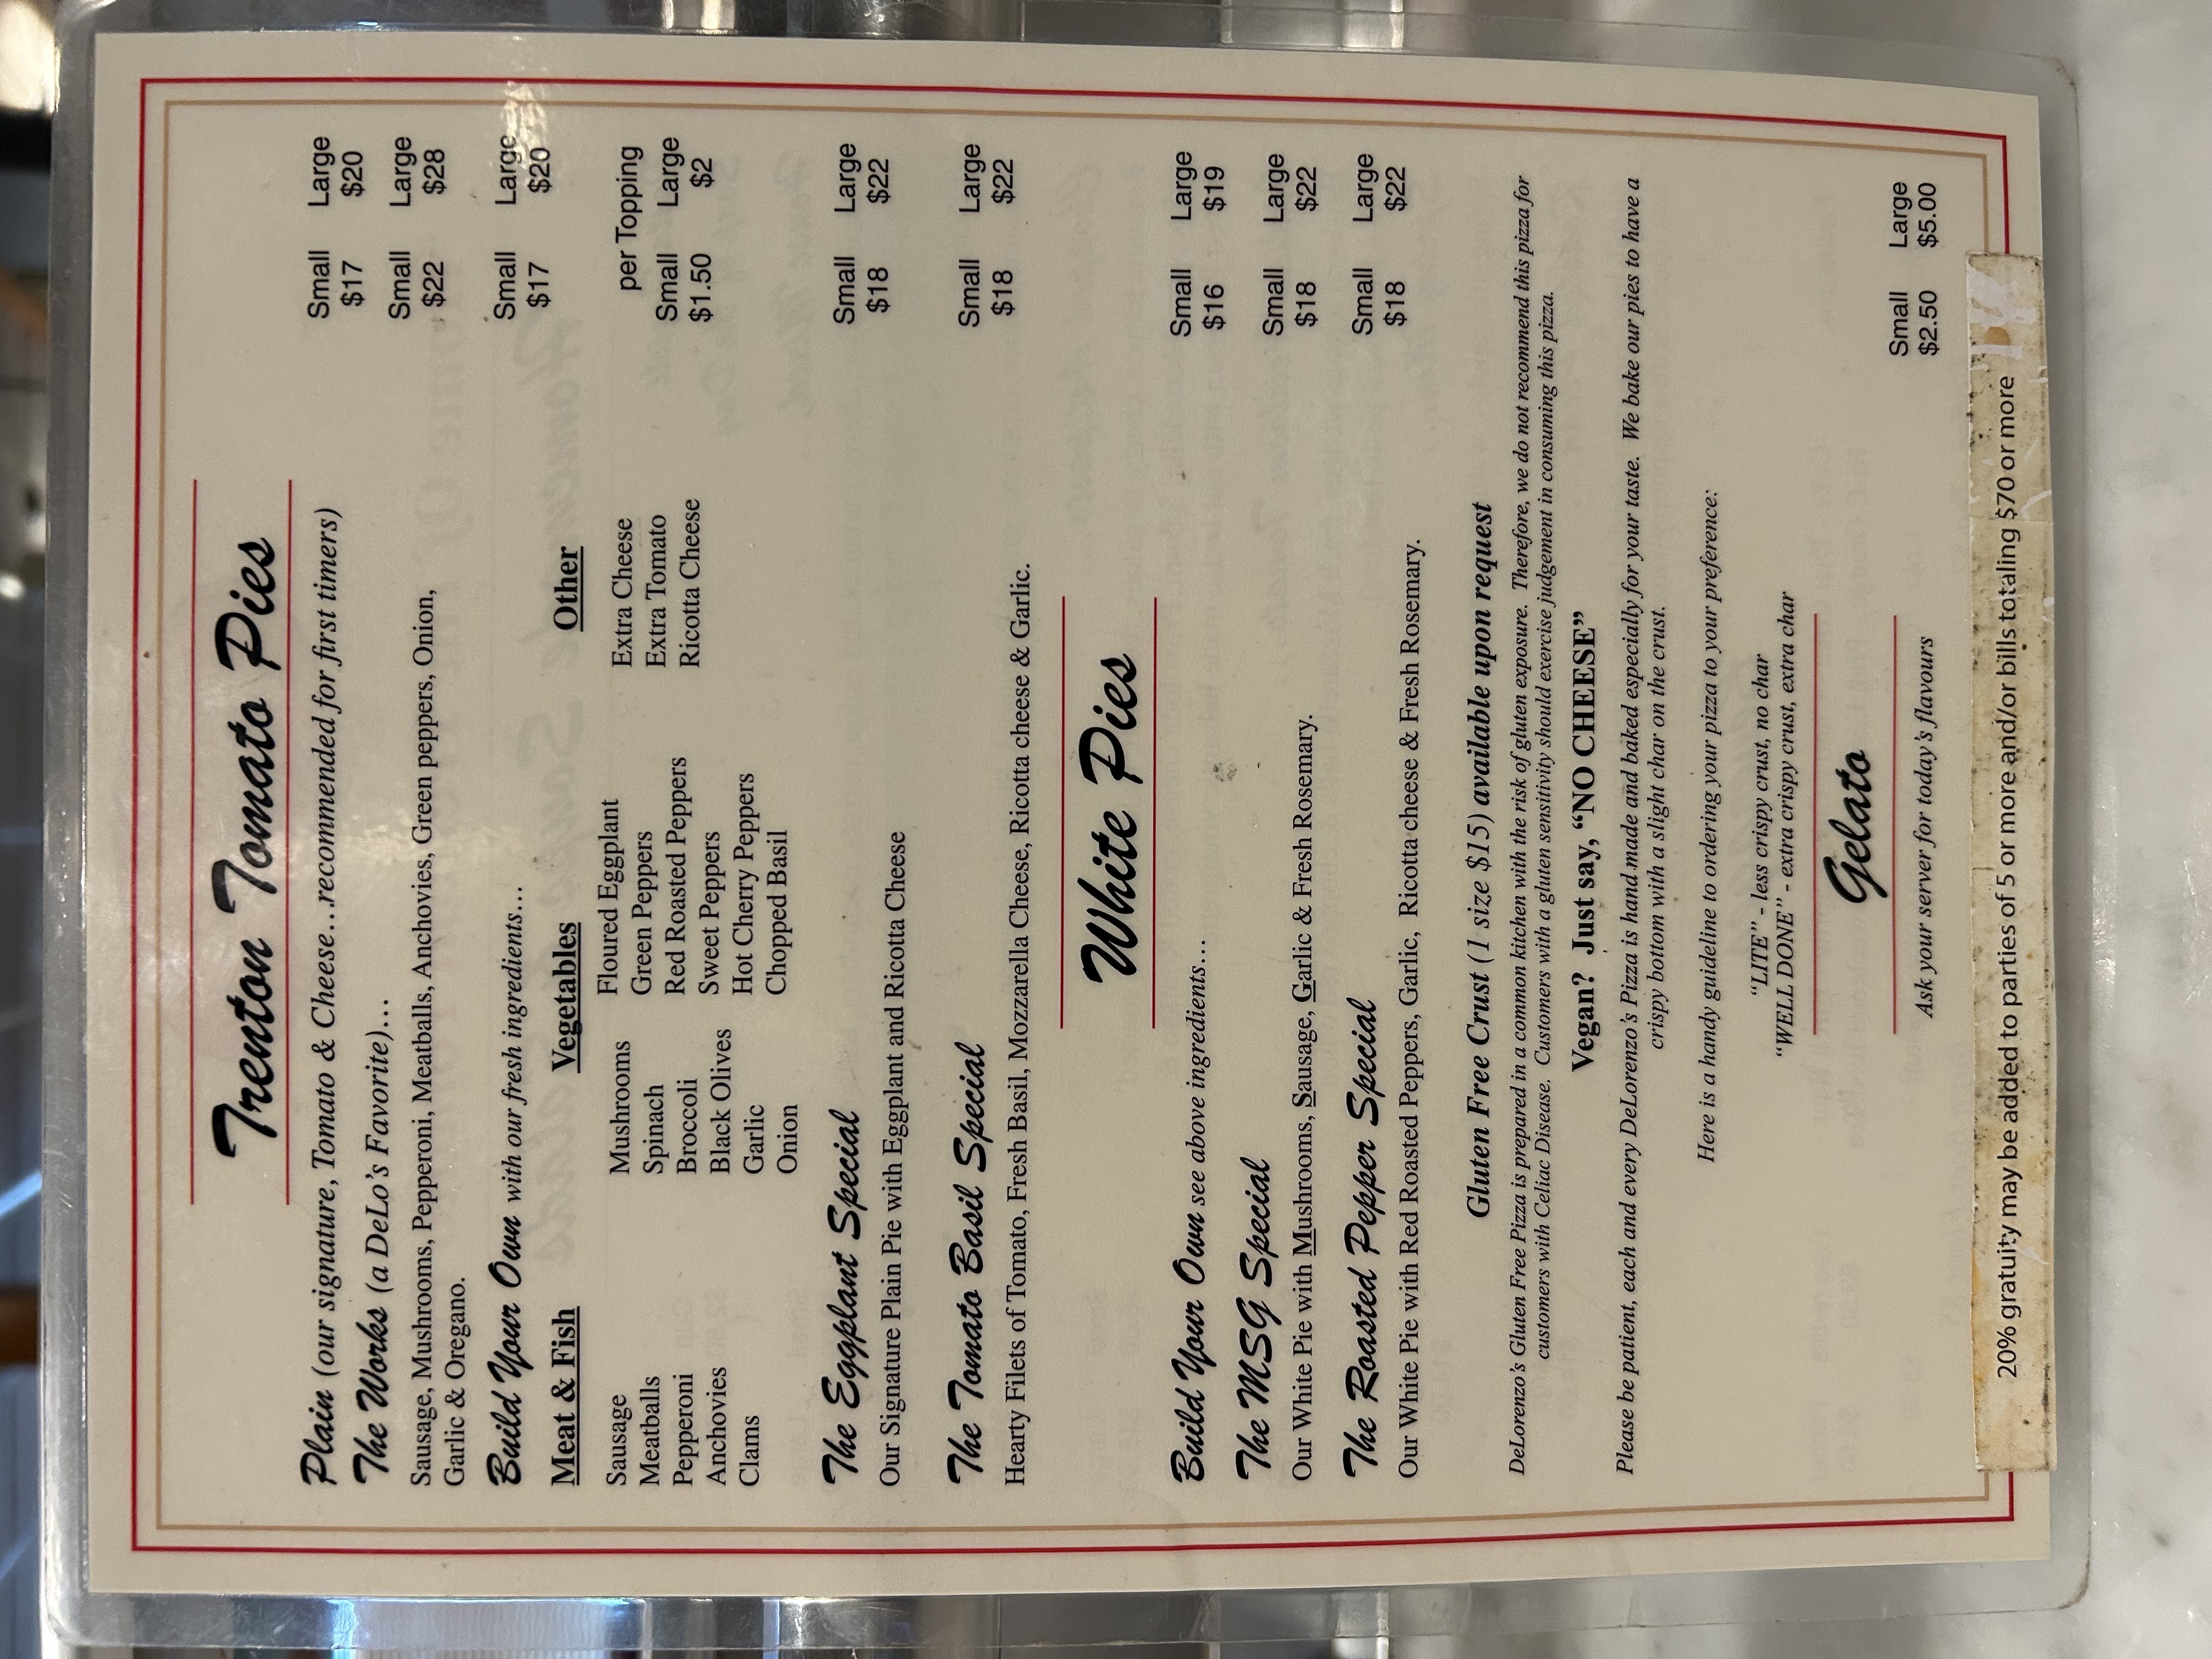 Trenton Tomato Pies
Plain (our signature, Tomato & Cheese...recommended for first timers)
Small Large
$17 $20
The Works (a DeLo's Favorite)...
Small Large
$22 $28
Sausage, Mushrooms, Pepperoni, Meatballs, Anchovies, Green peppers, Onion,
Garlic & Oregano.
Build Your Own with our fresh ingredients...
Small Large
$17 $20
Meat & Fish
Sausage
Meatballs
Pepperoni
Anchovies
Clams
Vegetables
Mushrooms
Spinach
Broccoli
Black Olives
Garlic
Onion
Floured Eggplant
Green Peppers
Red Roasted Peppers
Sweet Peppers
Hot Cherry Peppers
Chopped Basil
Other
Extra Cheese
Extra Tomato
Ricotta Cheese
per Topping
Small Large
$1.50 $2
The Eggplant Special
Small Large
$18 $22
Our Signature Plain Pie with Eggplant and Ricotta Cheese
The Tomato Basil Special
Small Large
$18 $22
Hearty Filets of Tomato, Fresh Basil, Mozzarella Cheese, Ricotta cheese & Garlic.
White Pies
Build Your Own see above ingredients...
Small Large
$16 $19
The MSG Special
Small Large
$18 $22
Our White Pie with Mushrooms, Sausage, Garlic & Fresh Rosemary.
The Roasted Pepper Special
Small Large
$18 $22
Our White Pie with Red Roasted Peppers, Garlic, Ricotta cheese & Fresh Rosemary.
Gluten Free Crust (1 size $15) available upon request
DeLorenzo's Gluten Free Pizza is prepared in a common kitchen with the risk of gluten exposure. Therefore, we do not recommend this pizza for
customers with Celiac Disease. Customers with a gluten sensitivity should exercise judgement in consuming this pizza.
Vegan? Just say, "NO CHEESE"
Please be patient, each and every DeLorenzo's Pizza is hand made and baked especially for your taste. We bake our pies to have a
crispy bottom with a slight char on the crust.
Here is a handy guideline to ordering your pizza to your preference:
"LITE" - less crispy crust, no char
"WELL DONE" - extra crispy crust, extra char
Gelato
Ask your server for today's flavours
Small Large
$2.50 $5.00
20% gratuity may be added to parties of 5 or more and/or bills totaling $70 or more